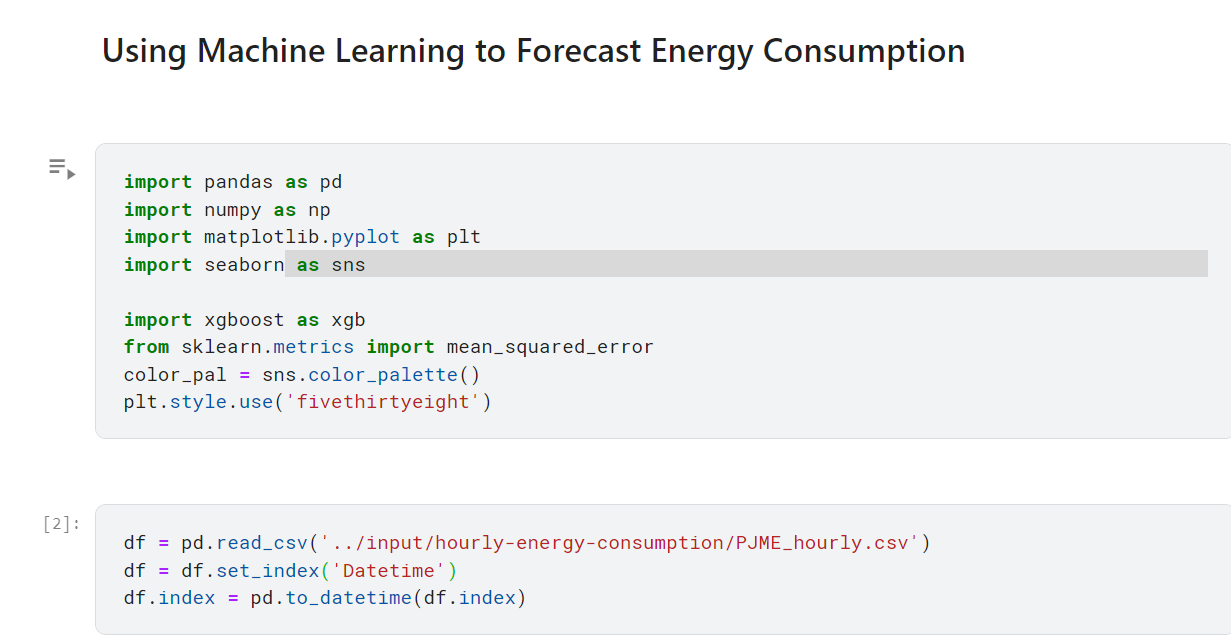 Using Machine Learning to Forecast Energy Consumption
import pandas as pd
import numpy as np
import matplotlib.pyplot as plt
import seaborn as sns
import xgboost as xgb
from sklearn.metrics import mean_squared_error
color_pal = sns.color_palette()
plt.style.use('fivethirtyeight')
[2]:
df = pd.read_csv('../input/hourly-energy-consumption/PJME_hourly.csv')
df = df.set_index('Datetime')
df.index = pd.to_datetime(df.index)